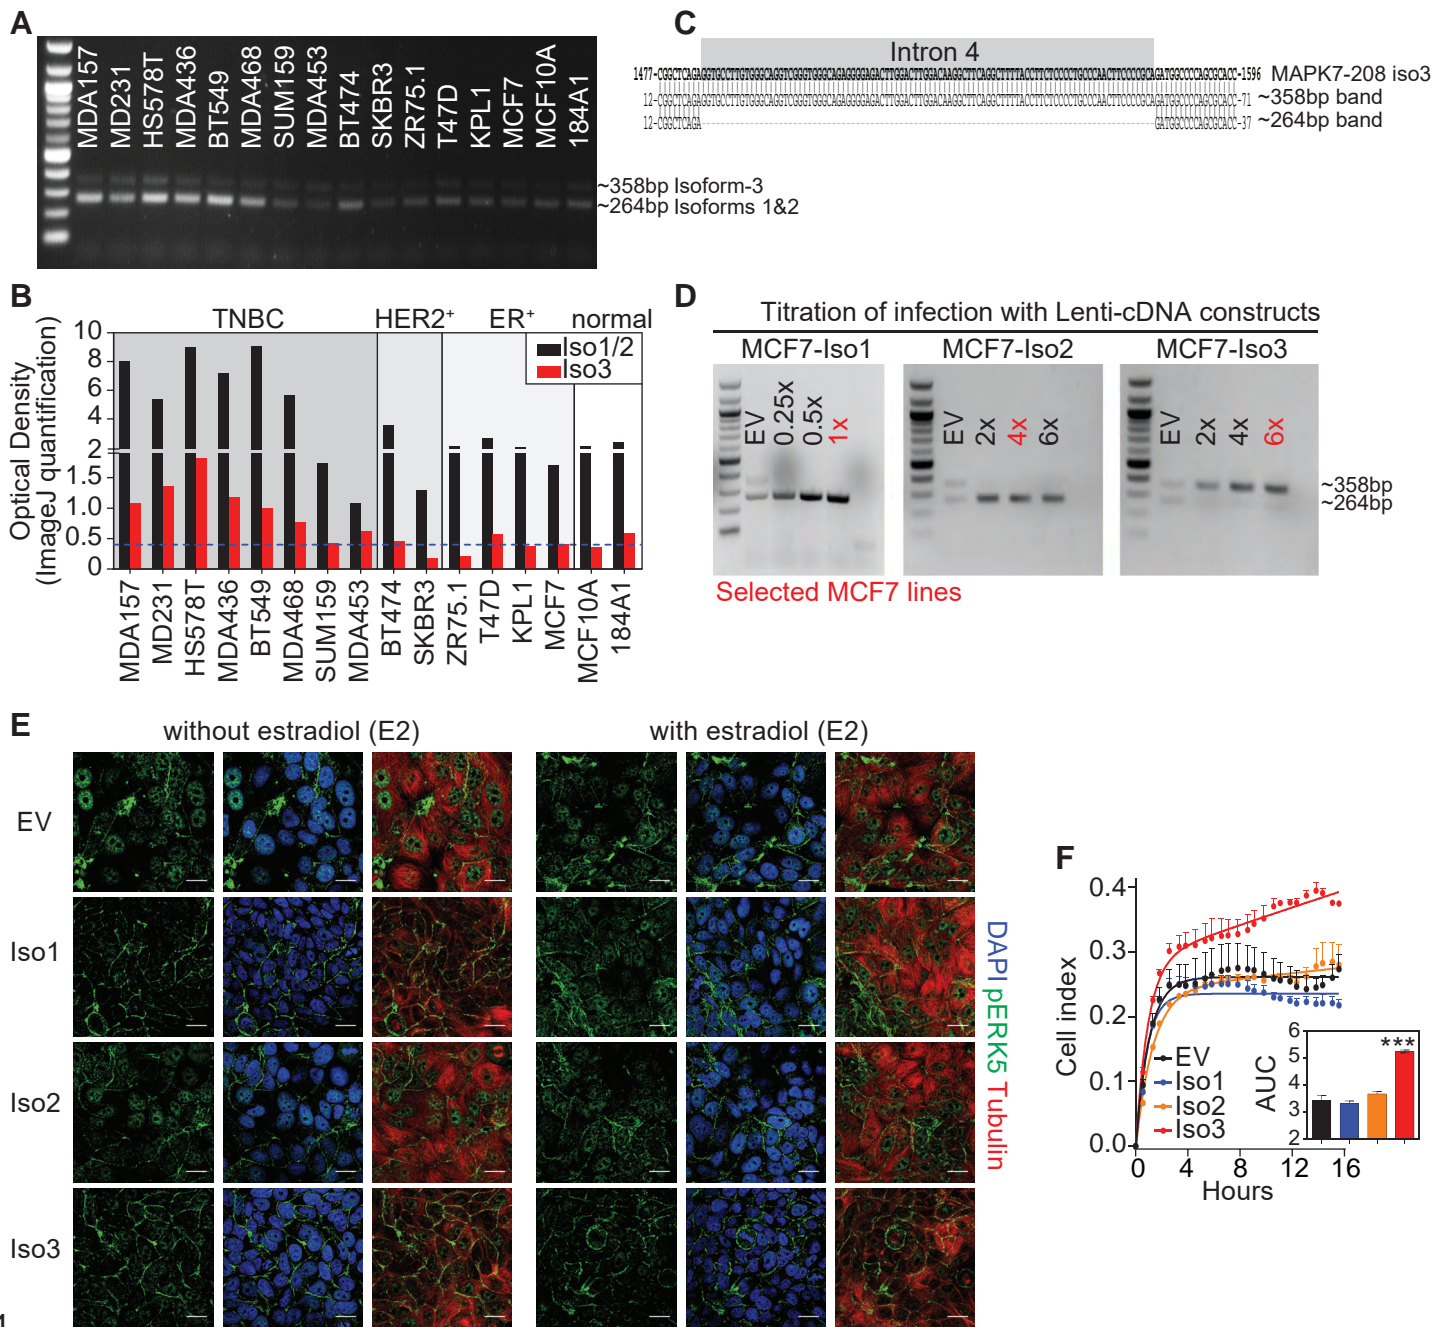 A
MDA157
MD231
HS578T
MDA436
BT549
MDA468
SUM159
MDA453
BT474
SKBR3
ZR75.1
T47D
KPL1
MCF7
MCF10A
184A1
~358bp Isoform-3
~264bp Isoforms 1&2
B
TNBC
HER2+
ER+
normal
Iso1/2
Iso3
Optical Density
(ImageJ quantification)
10
8
6
4
2
1.5
1.0
0.5
0
MDA157
MD231
HS578T
MDA436
BT549
MDA468
SUM159
MDA453
BT474
SKBR3
ZR75.1
T47D
KPL1
MCF7
MCF10A
184A1
C
Intron 4
MAPK7-208 iso3
~358bp band
12-CGGCTCAGA GATGGCCCCAGCGCACC-37 ~264bp band
D
Titration of infection with Lenti-cDNA constructs
MCF7-Iso1
MCF7-Iso2
MCF7-Iso3
EV
0.25x
0.5x
1x
EV
2x
4x
6x
EV
2x
4x
6x
~358bp
~264bp
Selected MCF7 lines
E
without estradiol (E2)
with estradiol (E2)
EV
Iso1
Iso2
Iso3
DAPI pERK5 Tubulin
F
Cell index
0.4
0.3
0.2
0.1
0.0
0
4
8
12
16
Hours
EV
Iso1
Iso2
Iso3
AUC
6
5
4
3
2
***